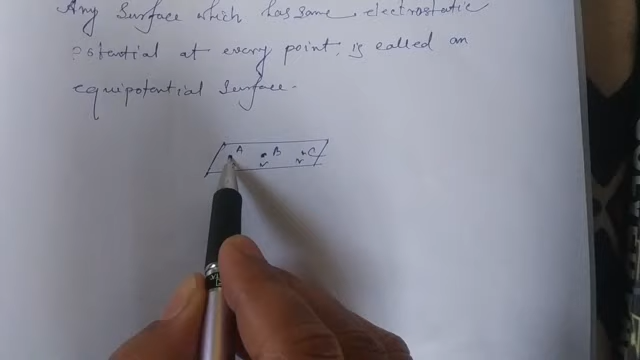 Any surface which has same electrostatic
potential at every point, is called an
equipotential surface.
A B C
v v